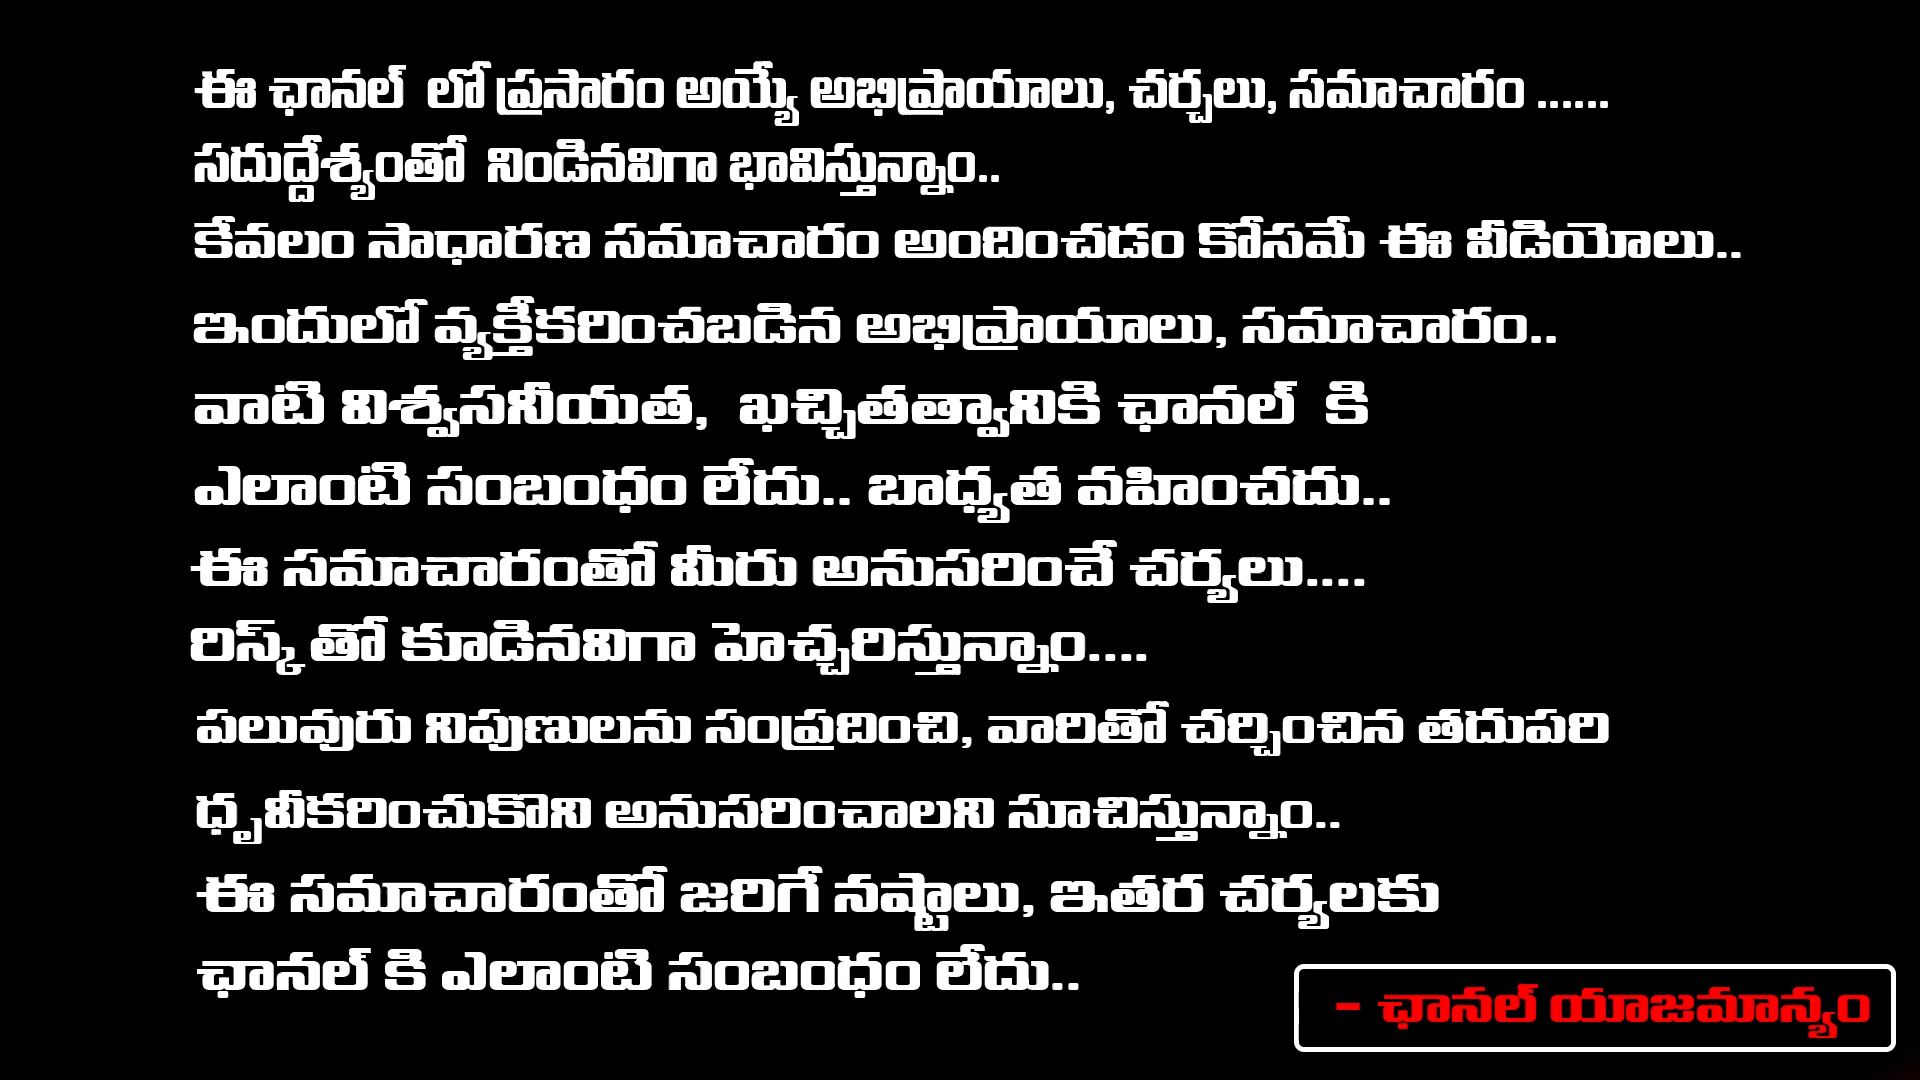 ఈ ఛానల్ లో ప్రసారం అయ్యే అభిప్రాయాలు, చర్చలు, సమాచారం ......
సదుద్దేశ్యంతో నిండినవిగా భావిస్తున్నాం..
కేవలం సాధారణ సమాచారం అందించడం కోసమే ఈ వీడియోలు..
ఇందులో వ్యక్తీకరించబడిన అభిప్రాయాలు, సమాచారం..
వాటి విశ్వసనీయత, ఖచ్చితత్వానికి ఛానల్ కి
ఎలాంటి సంబంధం లేదు.. బాధ్యత వహించదు..
ఈ సమాచారంతో మీరు అనుసరించే చర్యలు....
రిస్క్ తో కూడినవిగా హెచ్చరిస్తున్నాం....
పలువురు నిపుణులను సంప్రదించి, వారితో చర్చించిన తదుపరి
ధృవీకరించుకొని అనుసరించాలని సూచిస్తున్నాం..
ఈ సమాచారంతో జరిగే నష్టాలు, ఇతర చర్యలకు
ఛానల్ కి ఎలాంటి సంబంధం లేదు..
- ఛానల్ యాజమాన్యం